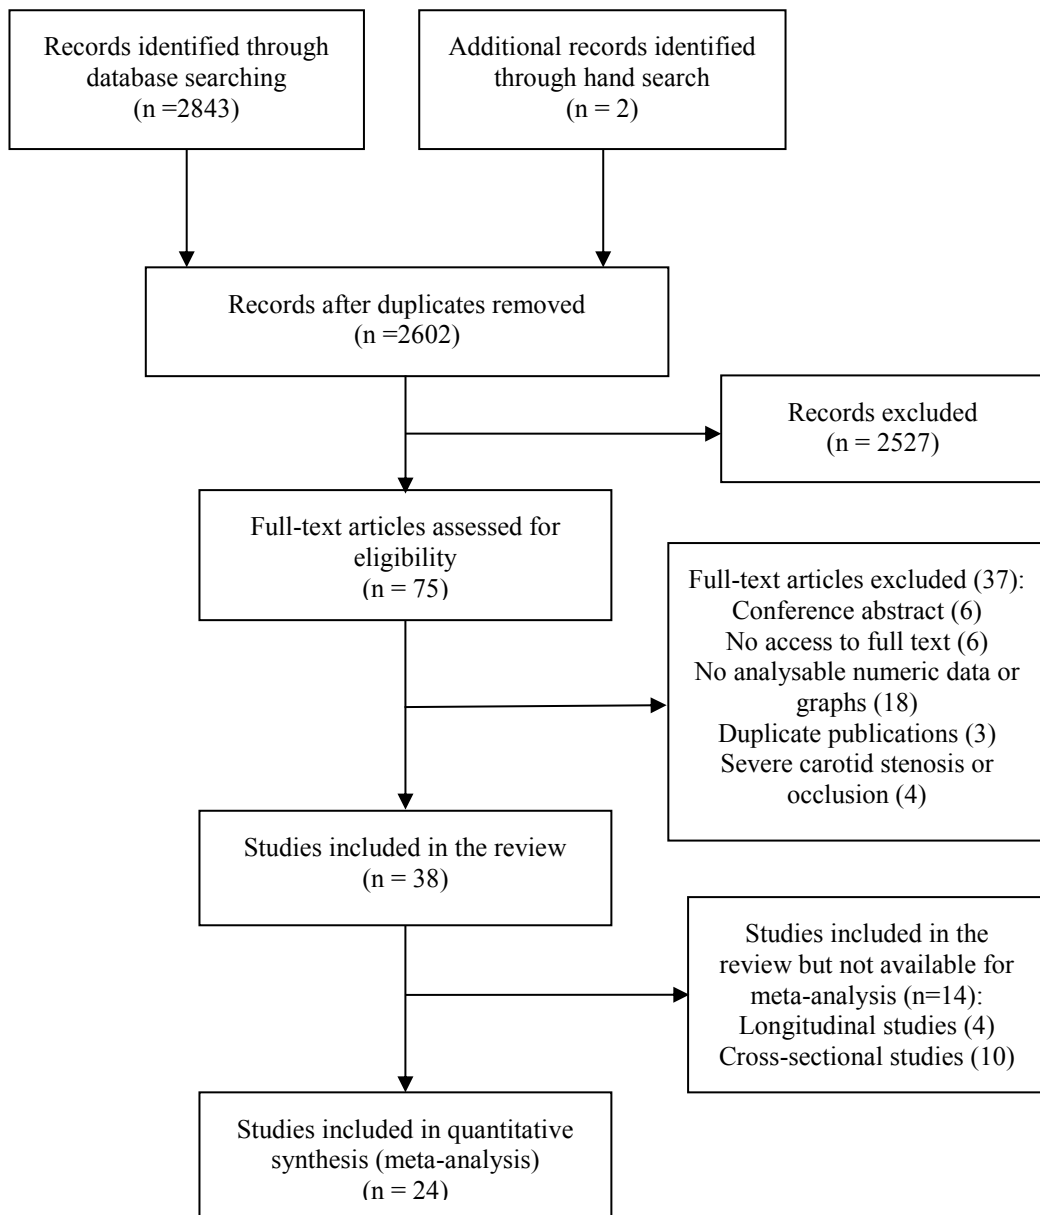 Records identified through
database searching
(n =2843)
Additional records identified
through hand search
(n = 2)
Records after duplicates removed
(n =2602)
Records excluded
(n = 2527)
Full-text articles assessed for
eligibility
(n = 75)
Full-text articles excluded (37):
Conference abstract (6)
No access to full text (6)
No analysable numeric data or
graphs (18)
Duplicate publications (3)
Severe carotid stenosis or
occlusion (4)
Studies included in the review
(n = 38)
Studies included in the
review but not available for
meta-analysis (n=14):
Longitudinal studies (4)
Cross-sectional studies (10)
Studies included in quantitative
synthesis (meta-analysis)
(n = 24)